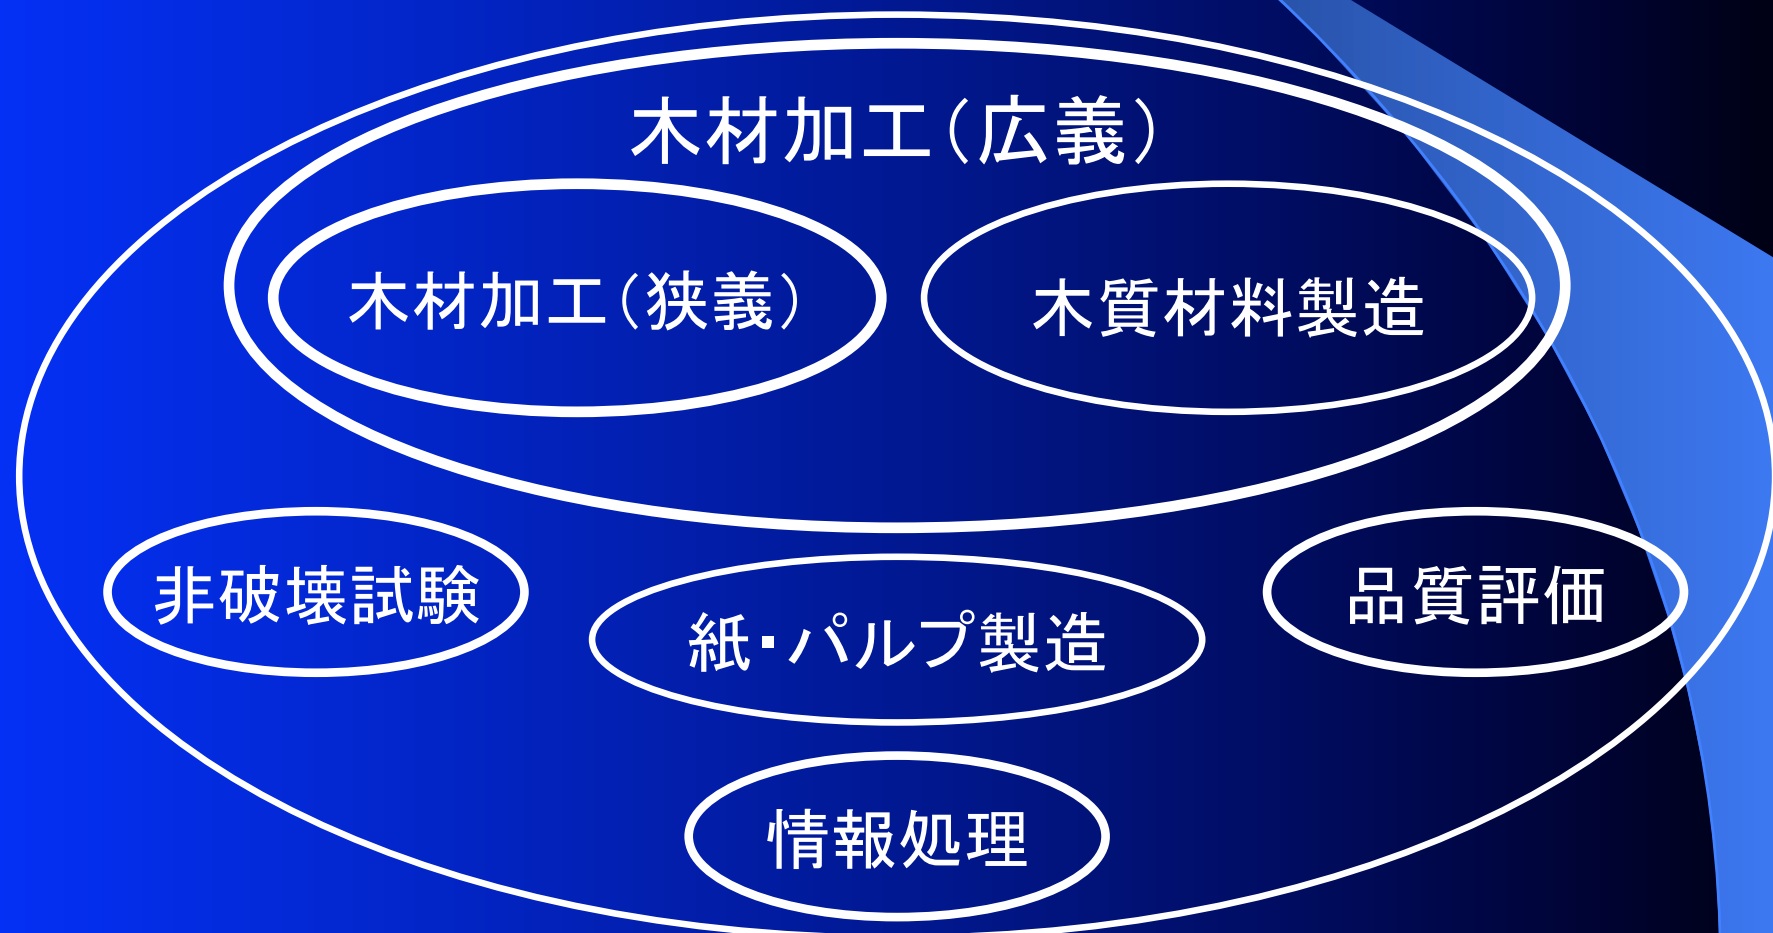 木材加工（広義）
木材加工（狭義）
木質材料製造
非破壊試験
紙・パルプ製造
品質評価
情報処理